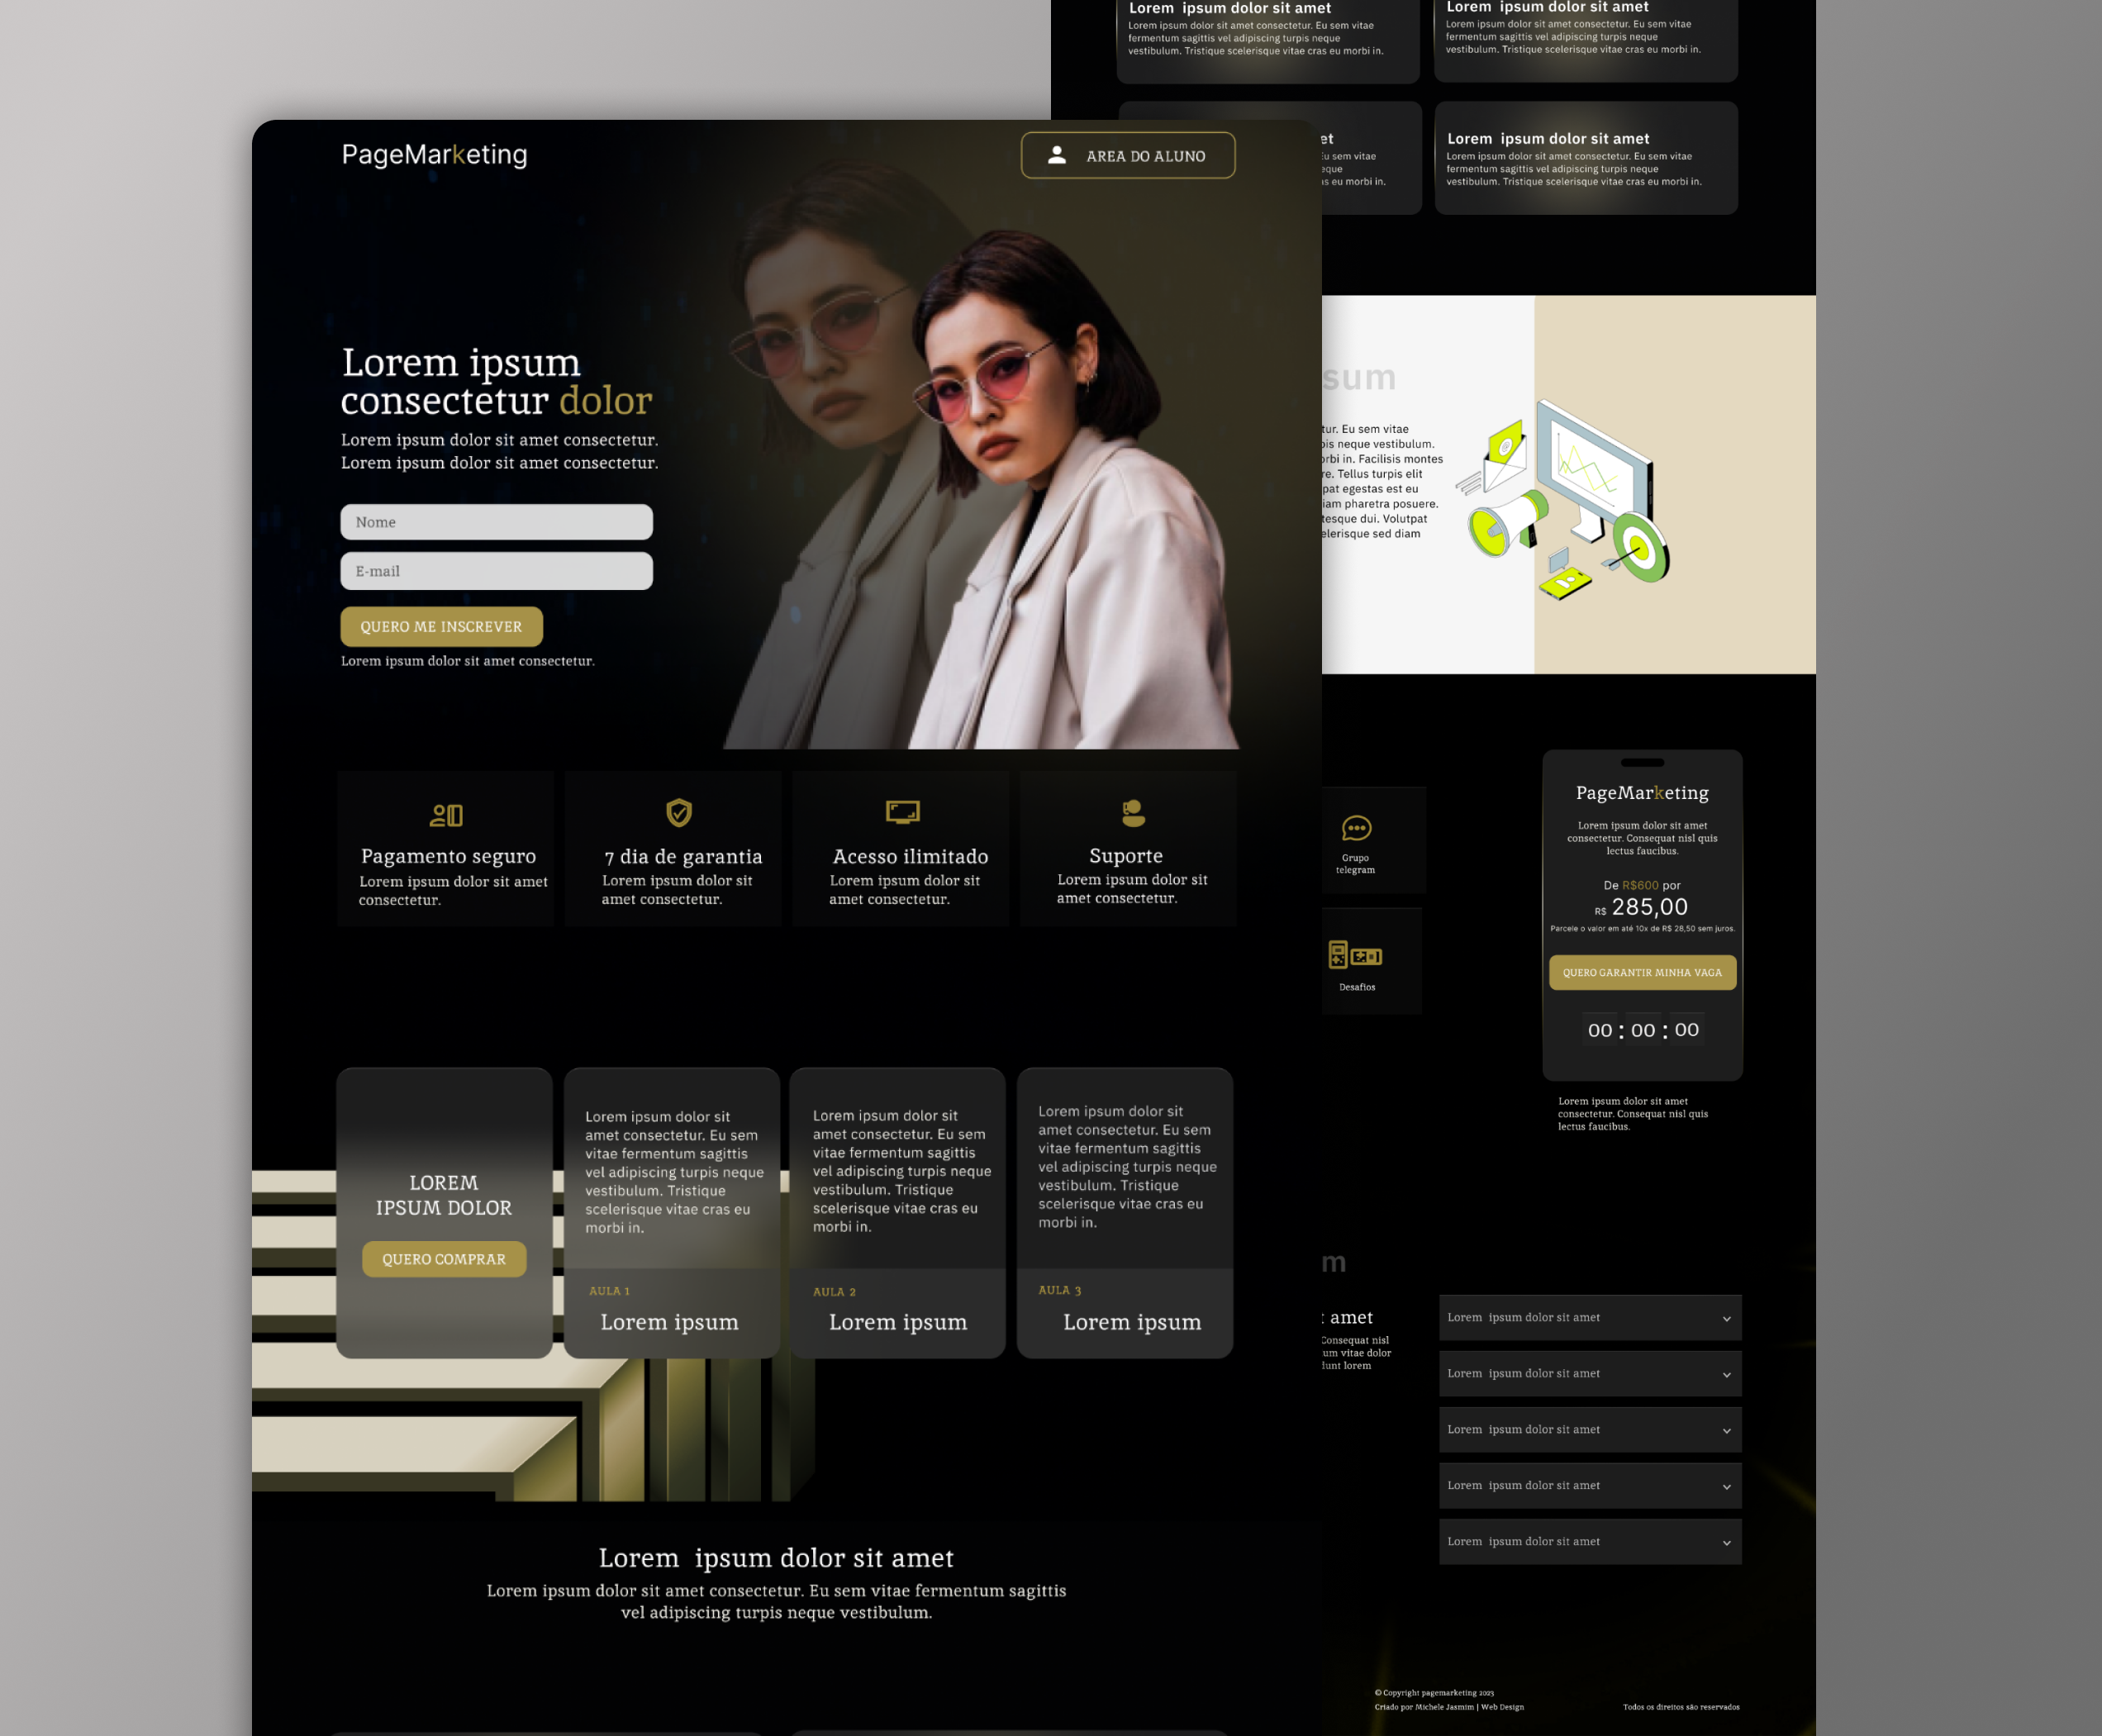 PageMarketing
AREA DO ALUNO
Lorem ipsum
consectetur dolor
Lorem ipsum dolor sit amet consectetur.
Lorem ipsum dolor sit amet consectetur.
Nome
E-mail
QUERO ME INSCREVER
Lorem ipsum dolor sit amet consectetur.
Pagamento seguro
Lorem ipsum dolor sit amet
consectetur.
7 dia de garantia
Lorem ipsum dolor sit
amet consectetur.
Acesso ilimitado
Lorem ipsum dolor sit
amet consectetur.
Suporte
Lorem ipsum dolor sit
amet consectetur.
LOREM
IPSUM DOLOR
QUERO COMPRAR
Lorem ipsum dolor sit
amet consectetur. Eu sem
vitae fermentum sagittis
vel adipiscing turpis neque
vestibulum. Tristique
scelerisque vitae cras eu
morbi in.
AULA 1
Lorem ipsum
Lorem ipsum dolor sit
amet consectetur. Eu sem
vitae fermentum sagittis
vel adipiscing turpis neque
vestibulum. Tristique
scelerisque vitae cras eu
morbi in.
AULA 2
Lorem ipsum
Lorem ipsum dolor sit
amet consectetur. Eu sem
vitae fermentum sagittis
vel adipiscing turpis neque
vestibulum. Tristique
scelerisque vitae cras eu
morbi in.
AULA 3
Lorem ipsum
Lorem ipsum dolor sit amet
Lorem ipsum dolor sit amet consectetur. Eu sem vitae fermentum sagittis
vel adipiscing turpis neque vestibulum.
Lorem ipsum dolor sit amet
Lorem ipsum dolor sit amet consectetur. Eu sem vitae
fermentum sagittis vel adipiscing turpis neque
vestibulum. Tristique scelerisque vitae cras eu morbi in.
Lorem ipsum dolor sit amet
Lorem ipsum dolor sit amet consectetur. Eu sem vitae
fermentum sagittis vel adipiscing turpis neque
vestibulum. Tristique scelerisque vitae cras eu morbi in.
et
Eu sem vitae
eque
as eu morbi in.
Lorem ipsum dolor sit amet
Lorem ipsum dolor sit amet consectetur. Eu sem vitae
fermentum sagittis vel adipiscing turpis neque
vestibulum. Tristique scelerisque vitae cras eu morbi in.
sum
tur. Eu sem vitae
pis neque vestibulum.
orbi in. Facilisis montes
re. Tellus turpis elit
pat egestas est eu
iam pharetra posuere.
tesque dui. Volutpat
elerisque sed diam
Grupo
telegram
Desafios
PageMarketing
Lorem ipsum dolor sit amet
consectetur. Consequat nisl quis
lectus faucibus.
De R$600 por
R$ 285,00
Parcele o valor em até 10x de R$ 28,50 sem juros.
QUERO GARANTIR MINHA VAGA
00 : 00 : 00
Lorem ipsum dolor sit amet
consectetur. Consequat nisl quis
lectus faucibus.
m
t amet
Consequat nisl
um vitae dolor
dunt lorem
Lorem ipsum dolor sit amet
Lorem ipsum dolor sit amet
Lorem ipsum dolor sit amet
Lorem ipsum dolor sit amet
Lorem ipsum dolor sit amet
© Copyright pagemarketing 2023
Criado por Michele Jasmim | Web Design
Todos os direitos são reservados